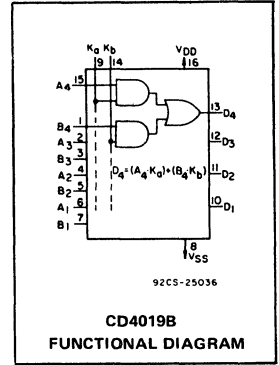 Ka Kb
9 14 VDD
16
A4 15
13 D4
B4 1
A3 2
12 D3
B3 3
A2 4
D4=(A4·Ka)+(B4·Kb)
11 D2
B2 5
A1 6
10 D1
B1 7
8
VSS
92CS-25036
CD4019B
FUNCTIONAL DIAGRAM